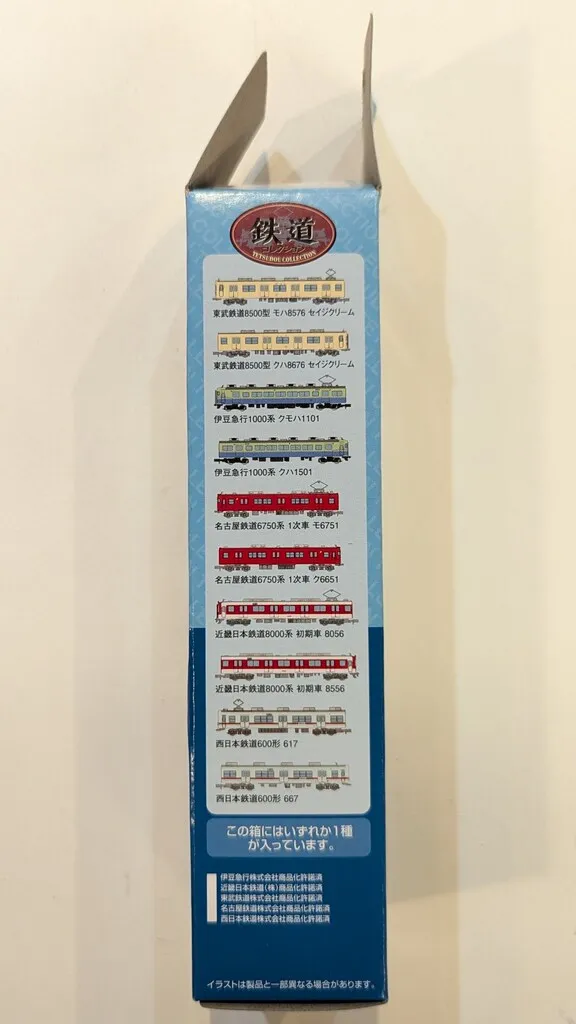 鉄道
コレクション
TETSUDOU COLLECTION
東武鉄道8500型 モハ8576 セイジクリーム
東武鉄道8500型 クハ8676 セイジクリーム
伊豆急行1000系 クモハ1101
伊豆急行1000系 クハ1501
名古屋鉄道6750系 1次車 モ6751
名古屋鉄道6750系 1次車 ク6651
近畿日本鉄道8000系 初期車 8056
近畿日本鉄道8000系 初期車 8556
西日本鉄道600形 617
西日本鉄道600形 667
この箱にはいずれか1種
が入っています。
伊豆急行株式会社商品化許諾済
近畿日本鉄道(株)商品化許諾済
東武鉄道株式会社商品化許諾済
名古屋鉄道株式会社商品化許諾済
西日本鉄道株式会社商品化許諾済
イラストは製品と一部異なる場合があります。